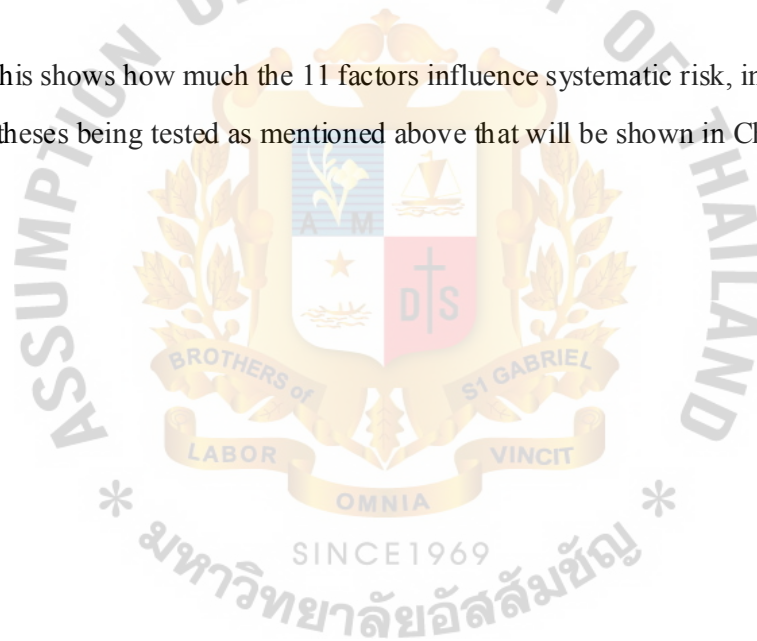 his shows how much the 11 factors influence systematic risk, in
theses being tested as mentioned above that will be shown in Cl
ASSUMPTION
OF THAILAND
A M
D S
BROTHERS of
S1 GABRIEL
LABOR
VINCIT
OMNIA
SINCE1969
มหาวิทยาลัยอัสสัมชัญ